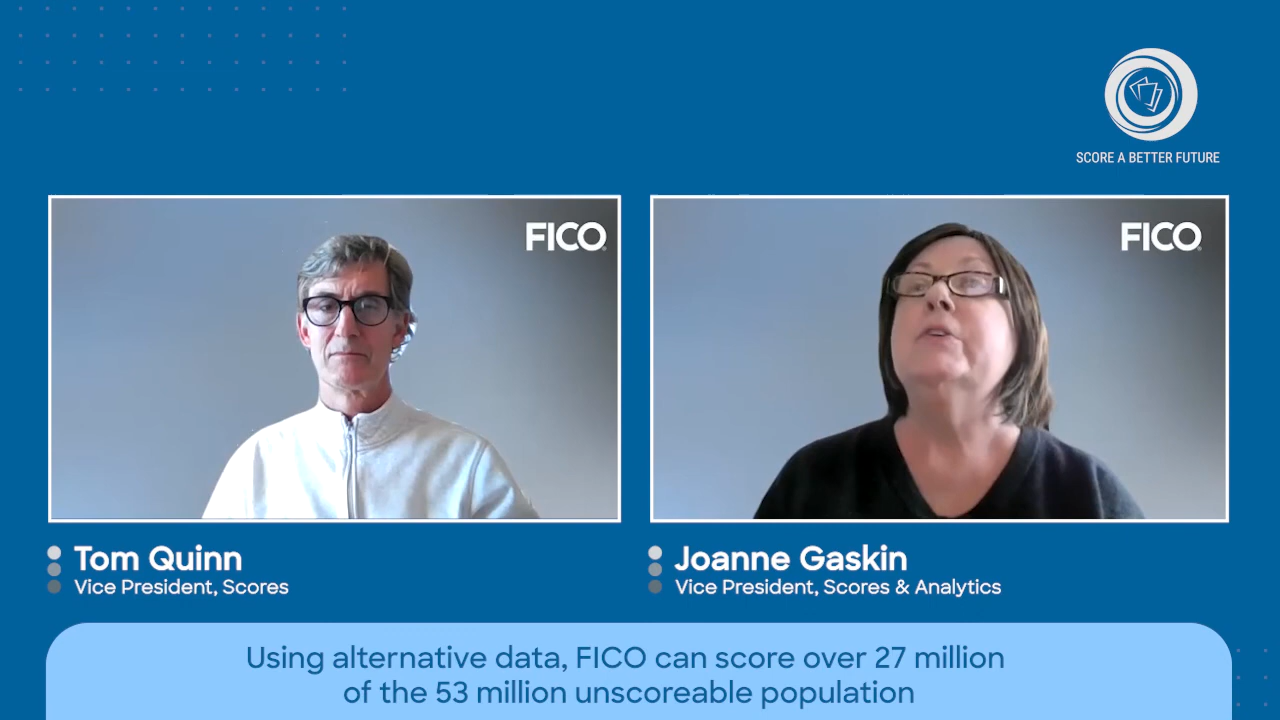 SCORE A BETTER FUTURE
FICO
FICO
Tom Quinn
Vice President, Scores
Joanne Gaskin
Vice President, Scores & Analytics
Using alternative data, FICO can score over 27 million
of the 53 million unscoreable population